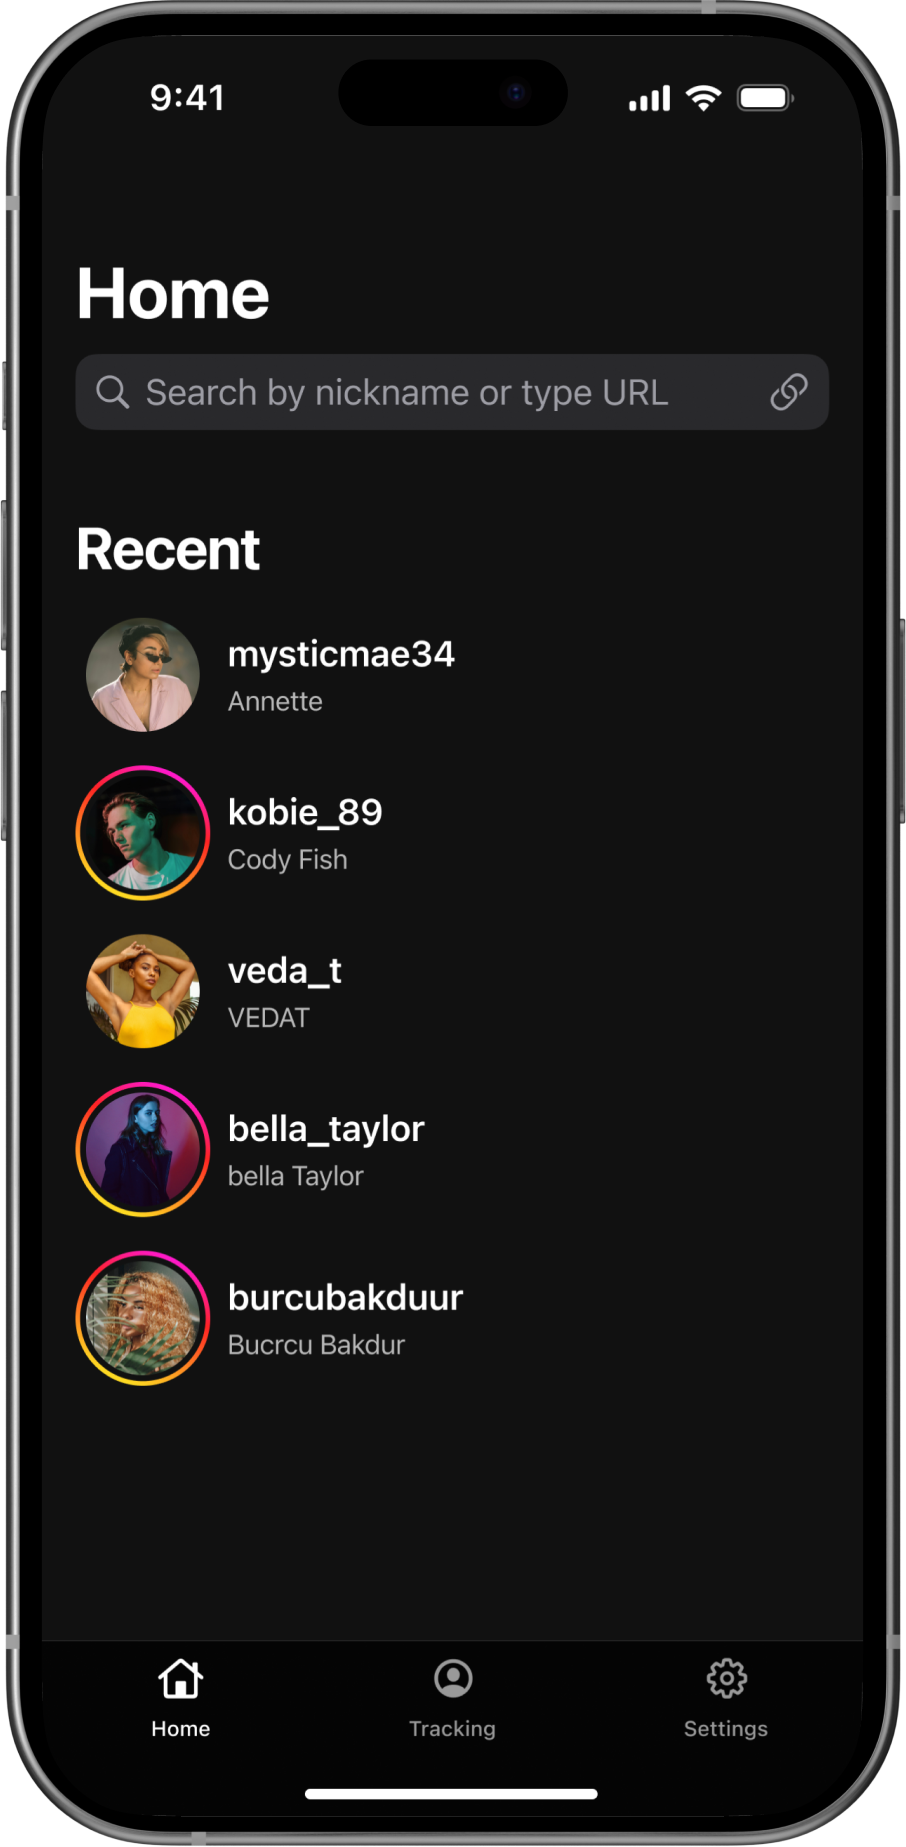 9:41
Home
Search by nickname or type URL
Recent
mysticmae34
Annette
kobie_89
Cody Fish
veda_t
VEDAT
bella_taylor
bella Taylor
burcubakduur
Bucrcu Bakdur
Home Tracking Settings